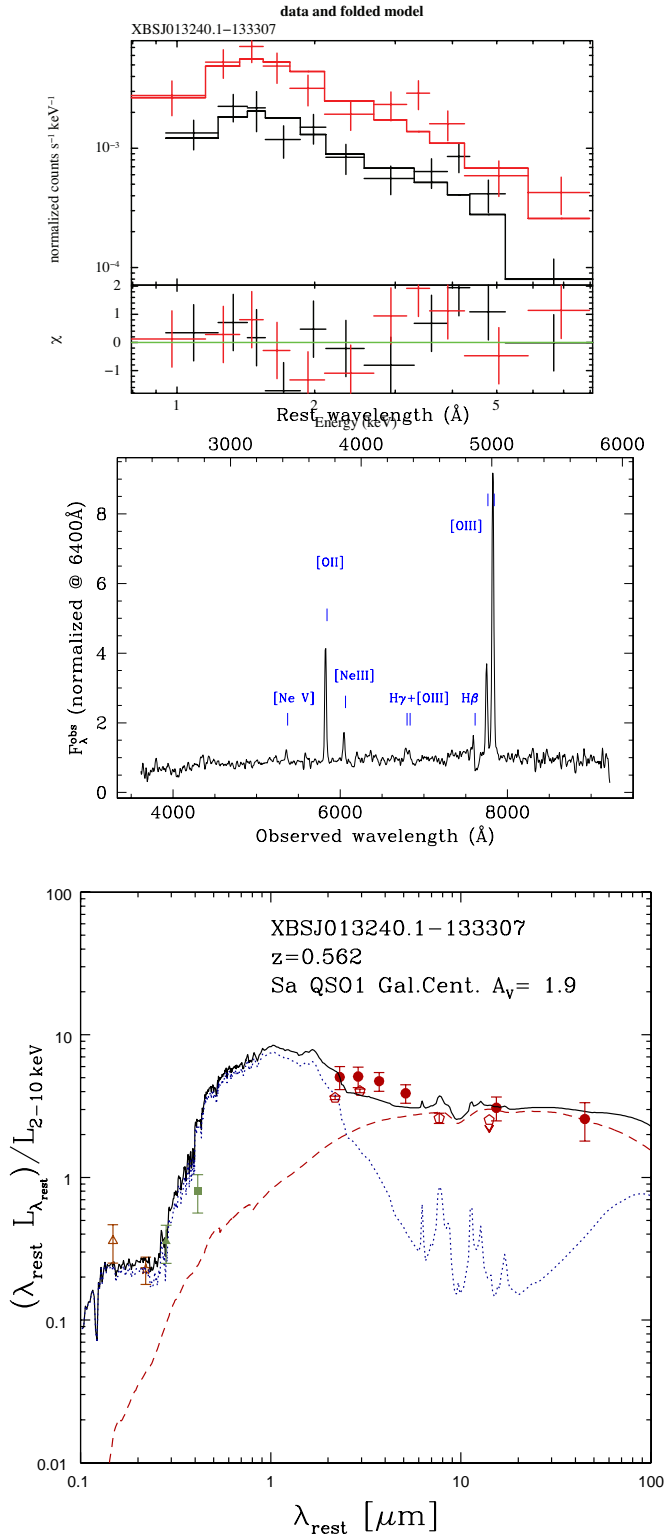 data and folded model
XBSJ013240.1−133307
normalized counts s⁻¹ keV⁻¹
10⁻³
10⁻⁴
χ
2
1
0
−1
1 2 5
Energy (keV)
Rest wavelength (Å)
3000 4000 5000 6000
F_λ^obs (normalized @ 6400Å)
8
6
4
2
0
[OIII]
[OII]
[NeIII]
[Ne V] Hγ+[OIII] Hβ
4000 6000 8000
Observed wavelength (Å)
(λ_rest L_λrest)/L_2−10 keV
100
10
1
0.1
0.01
XBSJ013240.1−133307
z=0.562
Sa QSO1 Gal.Cent. A_V= 1.9
0.1 1 10 100
λ_rest [μm]